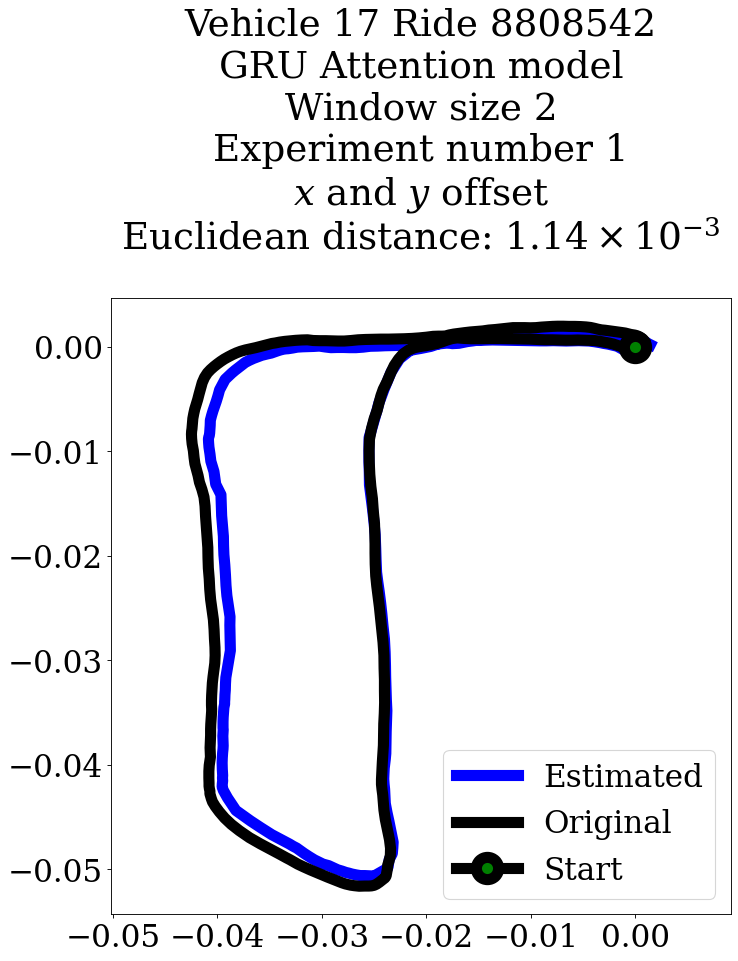 Vehicle 17 Ride 8808542
GRU Attention model
Window size 2
Experiment number 1
x and y offset
Euclidean distance: 1.14 × 10⁻³
0.00
−0.01
−0.02
−0.03
−0.04
−0.05
Estimated
Original
Start
−0.05 −0.04 −0.03 −0.02 −0.01 0.00